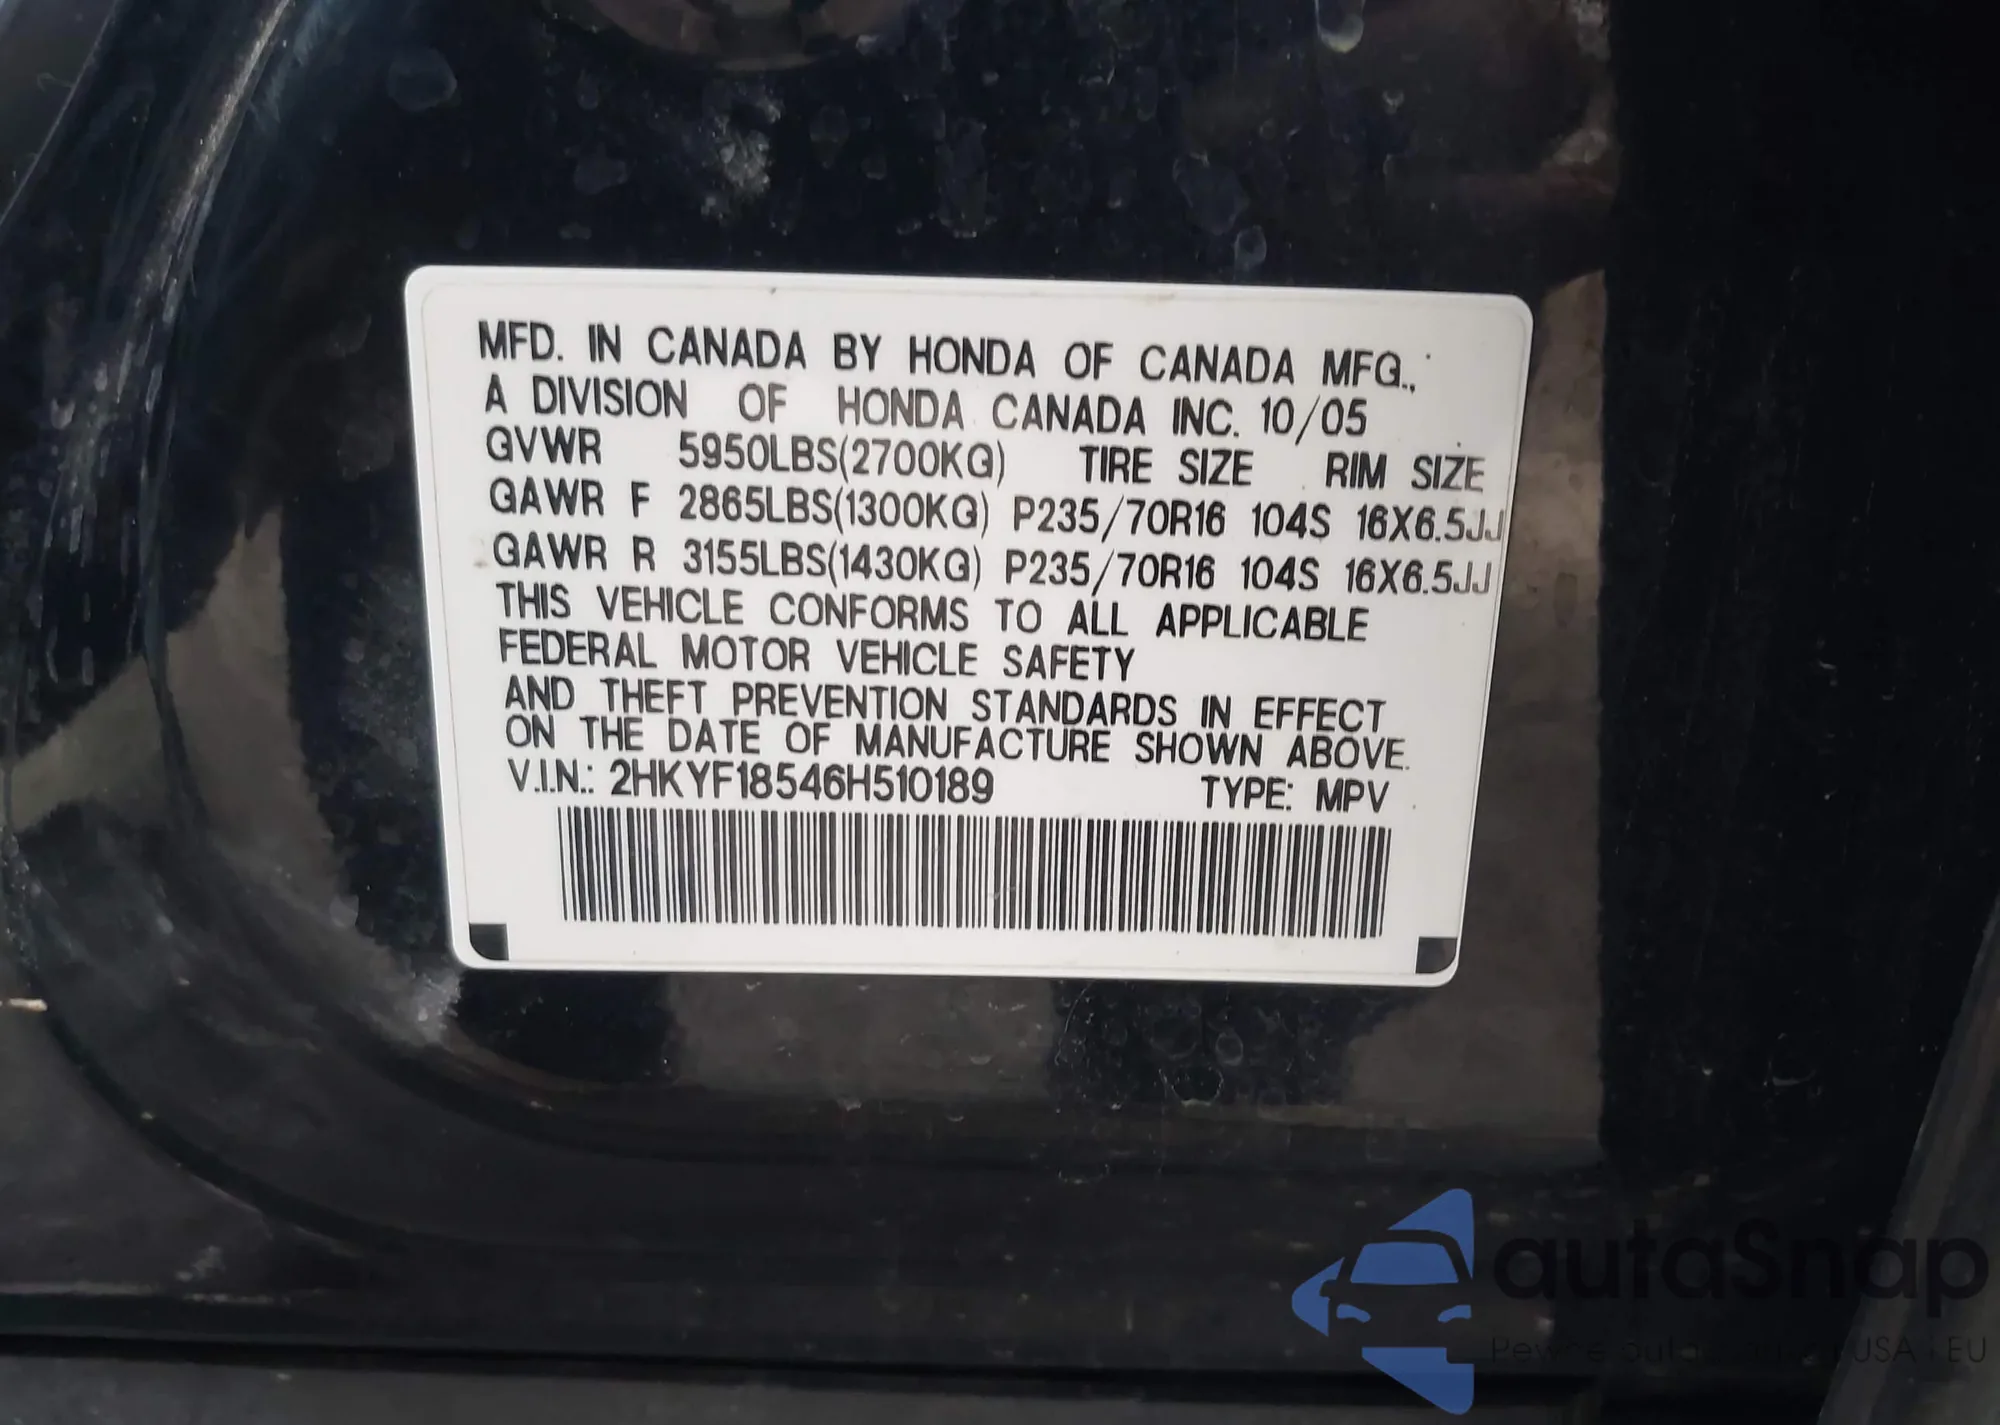 MFD. IN CANADA BY HONDA OF CANADA MFG.,
A DIVISION OF HONDA CANADA INC. 10/05
GVWR 5950LBS(2700KG) TIRE SIZE RIM SIZE
GAWR F 2865LBS(1300KG) P235/70R16 104S 16X6.5JJ
GAWR R 3155LBS(1430KG) P235/70R16 104S 16X6.5JJ
THIS VEHICLE CONFORMS TO ALL APPLICABLE
FEDERAL MOTOR VEHICLE SAFETY
AND THEFT PREVENTION STANDARDS IN EFFECT
ON THE DATE OF MANUFACTURE SHOWN ABOVE.
V.I.N.: 2HKYF18546H510189 TYPE: MPV
autaSnap
USA i EU